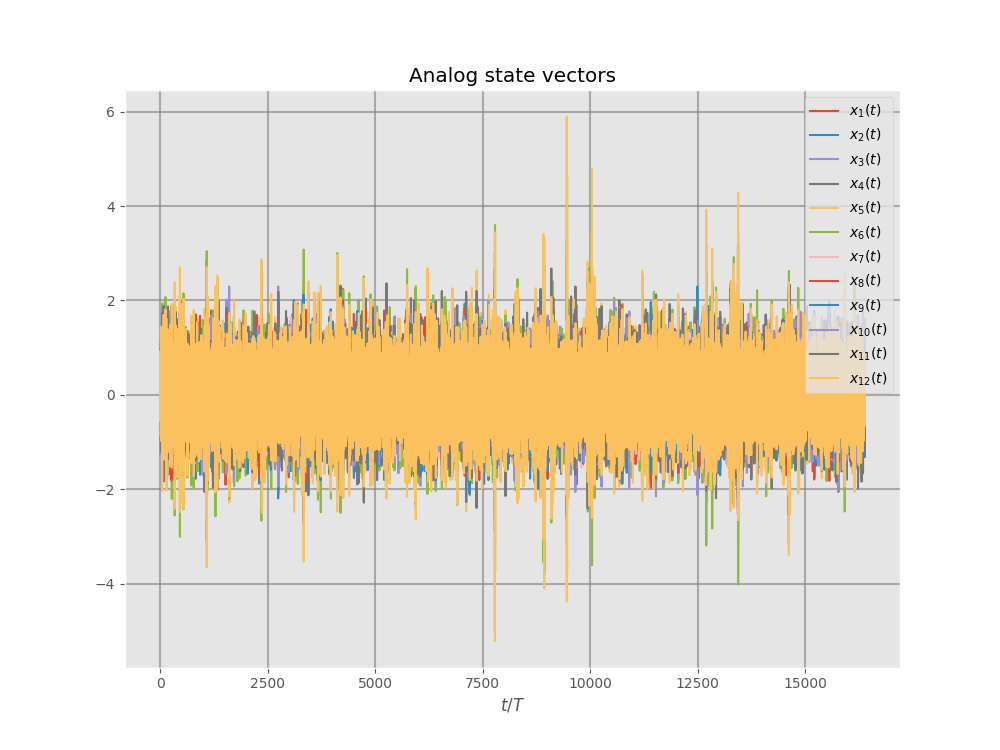 Analog state vectors
6
4
2
0
−2
−4
0
2500
5000
7500
10000
12500
15000
t/T
x₁(t)
x₂(t)
x₃(t)
x₄(t)
x₅(t)
x₆(t)
x₇(t)
x₈(t)
x₉(t)
x₁₀(t)
x₁₁(t)
x₁₂(t)